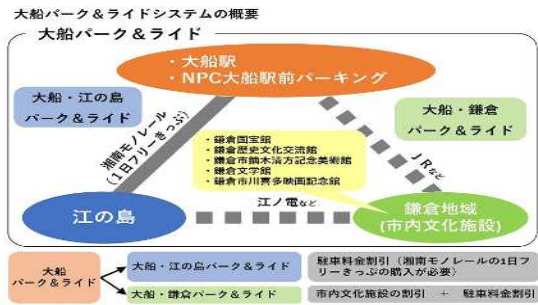 大船パーク＆ライドシステムの概要
大船パーク＆ライド
・大船駅
・NPC大船駅前パーキング
大船・江の島
パーク＆ライド
大船・鎌倉
パーク＆ライド
湘南モノレール
（1日フリーきっぷ）
JRなど
・鎌倉国宝館
・鎌倉歴史文化交流館
・鎌倉市鏑木清方記念美術館
・鎌倉文学館
・鎌倉市川喜多映画記念館
江ノ電など
江の島
鎌倉地域
(市内文化施設)
大船
パーク＆ライド
大船・江の島パーク＆ライド
駐車料金割引（湘南モノレールの1日フ
リーきっぷの購入が必要）
大船・鎌倉パーク＆ライド
市内文化施設の割引　＋　駐車料金割引